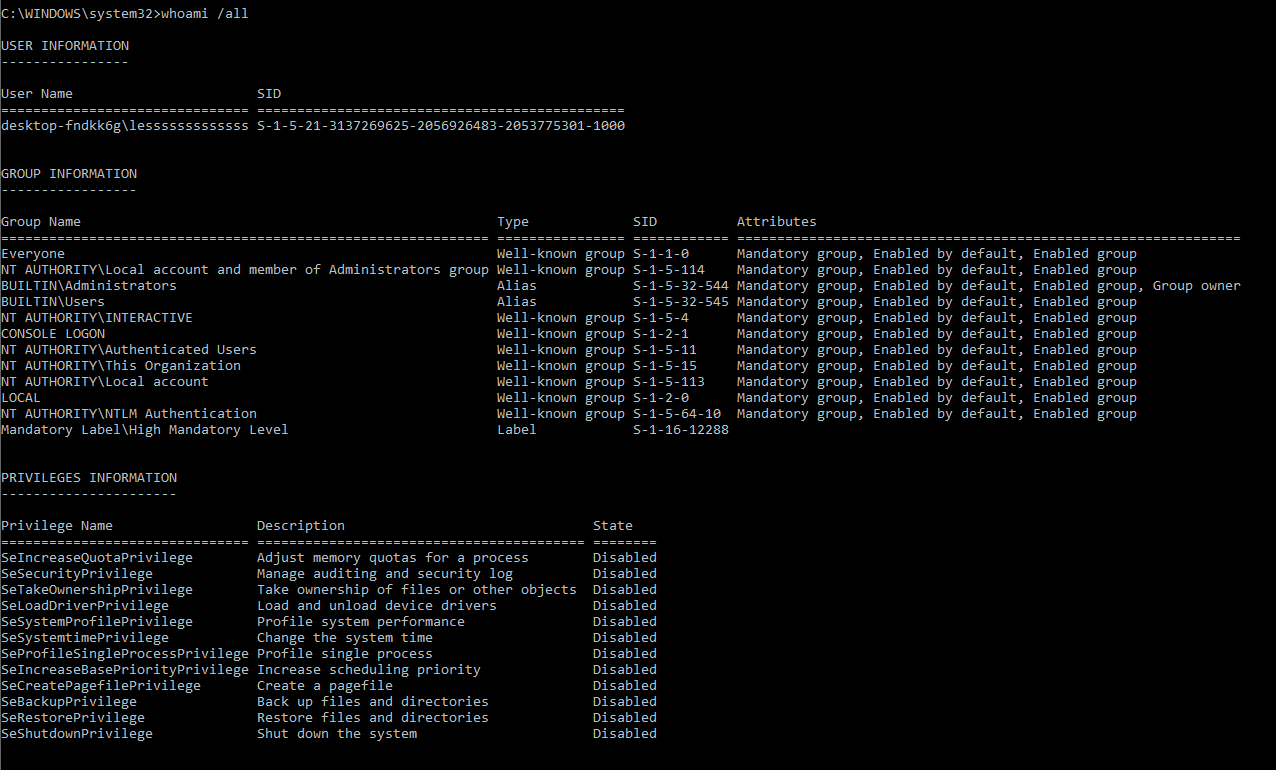 C:\WINDOWS\system32>whoami /all
USER INFORMATION
----------------
User Name                      SID
=============================== ==============================================
desktop-fndkk6g\lesssssssssssss S-1-5-21-3137269625-2056926483-2053775301-1000
GROUP INFORMATION
-----------------
Group Name                                                    Type             SID          Attributes
============================================================= ================ ============ ===============================================================
Everyone                                                      Well-known group S-1-1-0      Mandatory group, Enabled by default, Enabled group
NT AUTHORITY\Local account and member of Administrators group Well-known group S-1-5-114    Mandatory group, Enabled by default, Enabled group
BUILTIN\Administrators                                        Alias            S-1-5-32-544 Mandatory group, Enabled by default, Enabled group, Group owner
BUILTIN\Users                                                 Alias            S-1-5-32-545 Mandatory group, Enabled by default, Enabled group
NT AUTHORITY\INTERACTIVE                                      Well-known group S-1-5-4      Mandatory group, Enabled by default, Enabled group
CONSOLE LOGON                                                 Well-known group S-1-2-1      Mandatory group, Enabled by default, Enabled group
NT AUTHORITY\Authenticated Users                              Well-known group S-1-5-11     Mandatory group, Enabled by default, Enabled group
NT AUTHORITY\This Organization                                Well-known group S-1-5-15     Mandatory group, Enabled by default, Enabled group
NT AUTHORITY\Local account                                    Well-known group S-1-5-113    Mandatory group, Enabled by default, Enabled group
LOCAL                                                         Well-known group S-1-2-0      Mandatory group, Enabled by default, Enabled group
NT AUTHORITY\NTLM Authentication                              Well-known group S-1-5-64-10  Mandatory group, Enabled by default, Enabled group
Mandatory Label\High Mandatory Level                          Label            S-1-16-12288
PRIVILEGES INFORMATION
----------------------
Privilege Name                  Description                               State
=============================== ========================================= ========
SeIncreaseQuotaPrivilege        Adjust memory quotas for a process        Disabled
SeSecurityPrivilege             Manage auditing and security log          Disabled
SeTakeOwnershipPrivilege        Take ownership of files or other objects  Disabled
SeLoadDriverPrivilege           Load and unload device drivers            Disabled
SeSystemProfilePrivilege        Profile system performance                Disabled
SeSystemtimePrivilege           Change the system time                    Disabled
SeProfileSingleProcessPrivilege Profile single process                    Disabled
SeIncreaseBasePriorityPrivilege Increase scheduling priority              Disabled
SeCreatePagefilePrivilege       Create a pagefile                         Disabled
SeBackupPrivilege               Back up files and directories             Disabled
SeRestorePrivilege              Restore files and directories             Disabled
SeShutdownPrivilege             Shut down the system                      Disabled